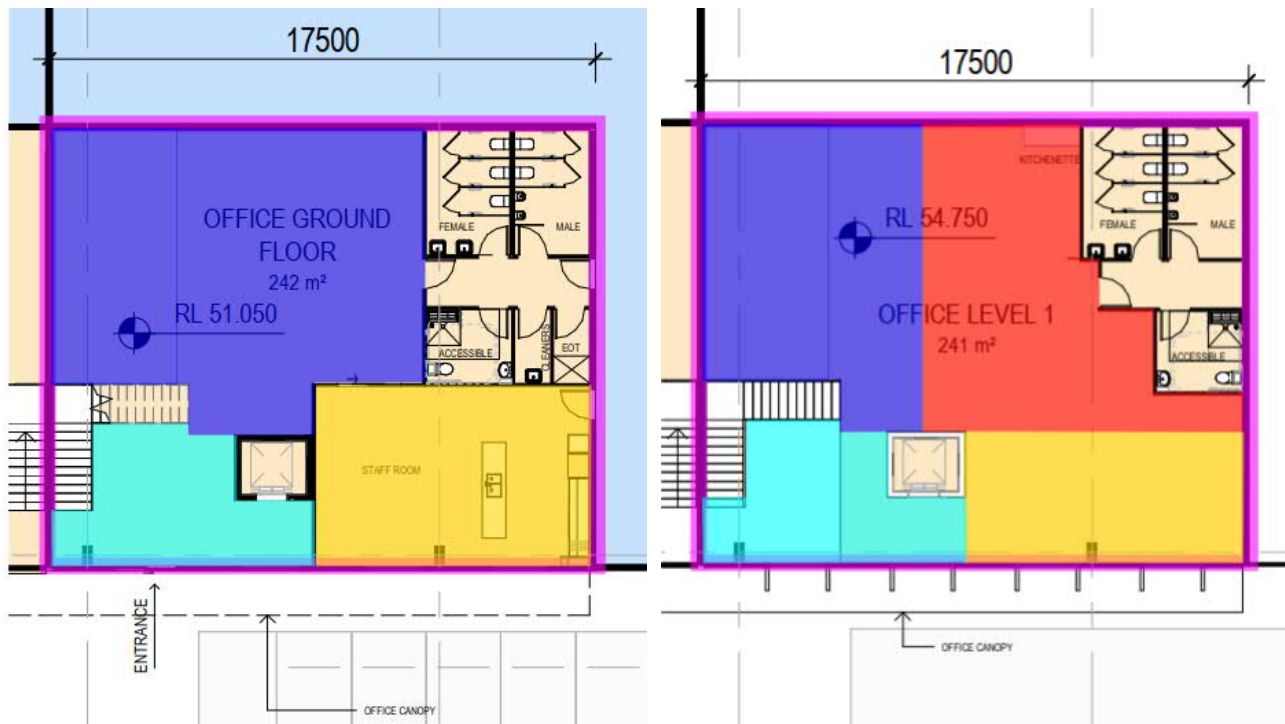 17500
OFFICE GROUND
FLOOR
242 m²
RL 51.050
FEMALE
MALE
ACCESSIBLE
CLEANERS
EOT
STAFF ROOM
ENTRANCE
OFFICE CANOPY
17500
KITCHENETTE
RL 54.750
FEMALE
MALE
OFFICE LEVEL 1
241 m²
ACCESSIBLE
OFFICE CANOPY